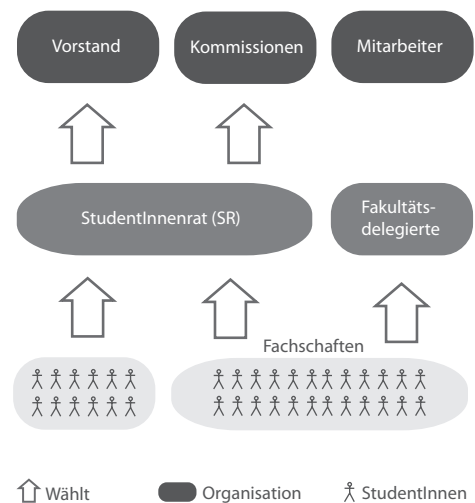 Vorstand
Kommissionen
Mitarbeiter
StudentInnenrat (SR)
Fakultäts-
delegierte
Fachschaften
Wählt
Organisation
StudentInnen